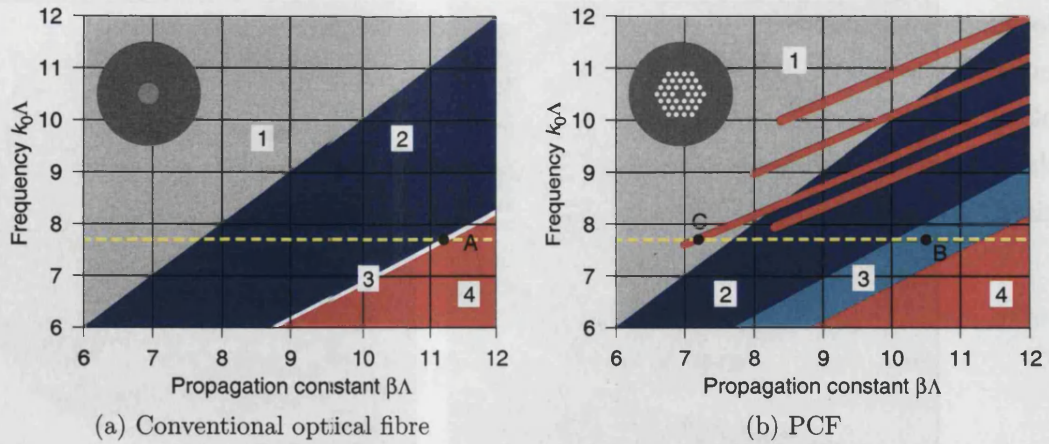 12
11
10
9
8
7
6
Frequency k₀Λ
1
2
3
4
A
6 7 8 9 10 11 12
Propagation constant βΛ
(a) Conventional optical fibre
12
11
10
9
8
7
6
Frequency k₀Λ
1
C
B
2
3
4
6 7 8 9 10 11 12
Propagation constant βΛ
(b) PCF